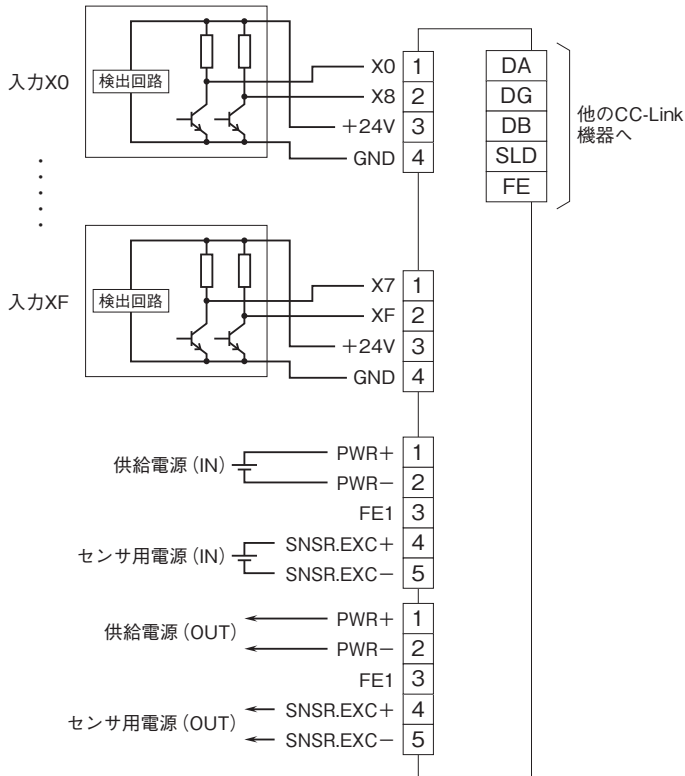 入力X0
検出回路
X0 1
X8 2
+24V 3
GND 4
DA
DG
DB
SLD
FE
他のCC-Link
機器へ
入力XF
検出回路
X7 1
XF 2
+24V 3
GND 4
供給電源(IN)
PWR+ 1
PWR− 2
FE1 3
センサ用電源(IN)
SNSR.EXC+ 4
SNSR.EXC− 5
供給電源(OUT)
PWR+ 1
PWR− 2
FE1 3
センサ用電源(OUT)
SNSR.EXC+ 4
SNSR.EXC− 5